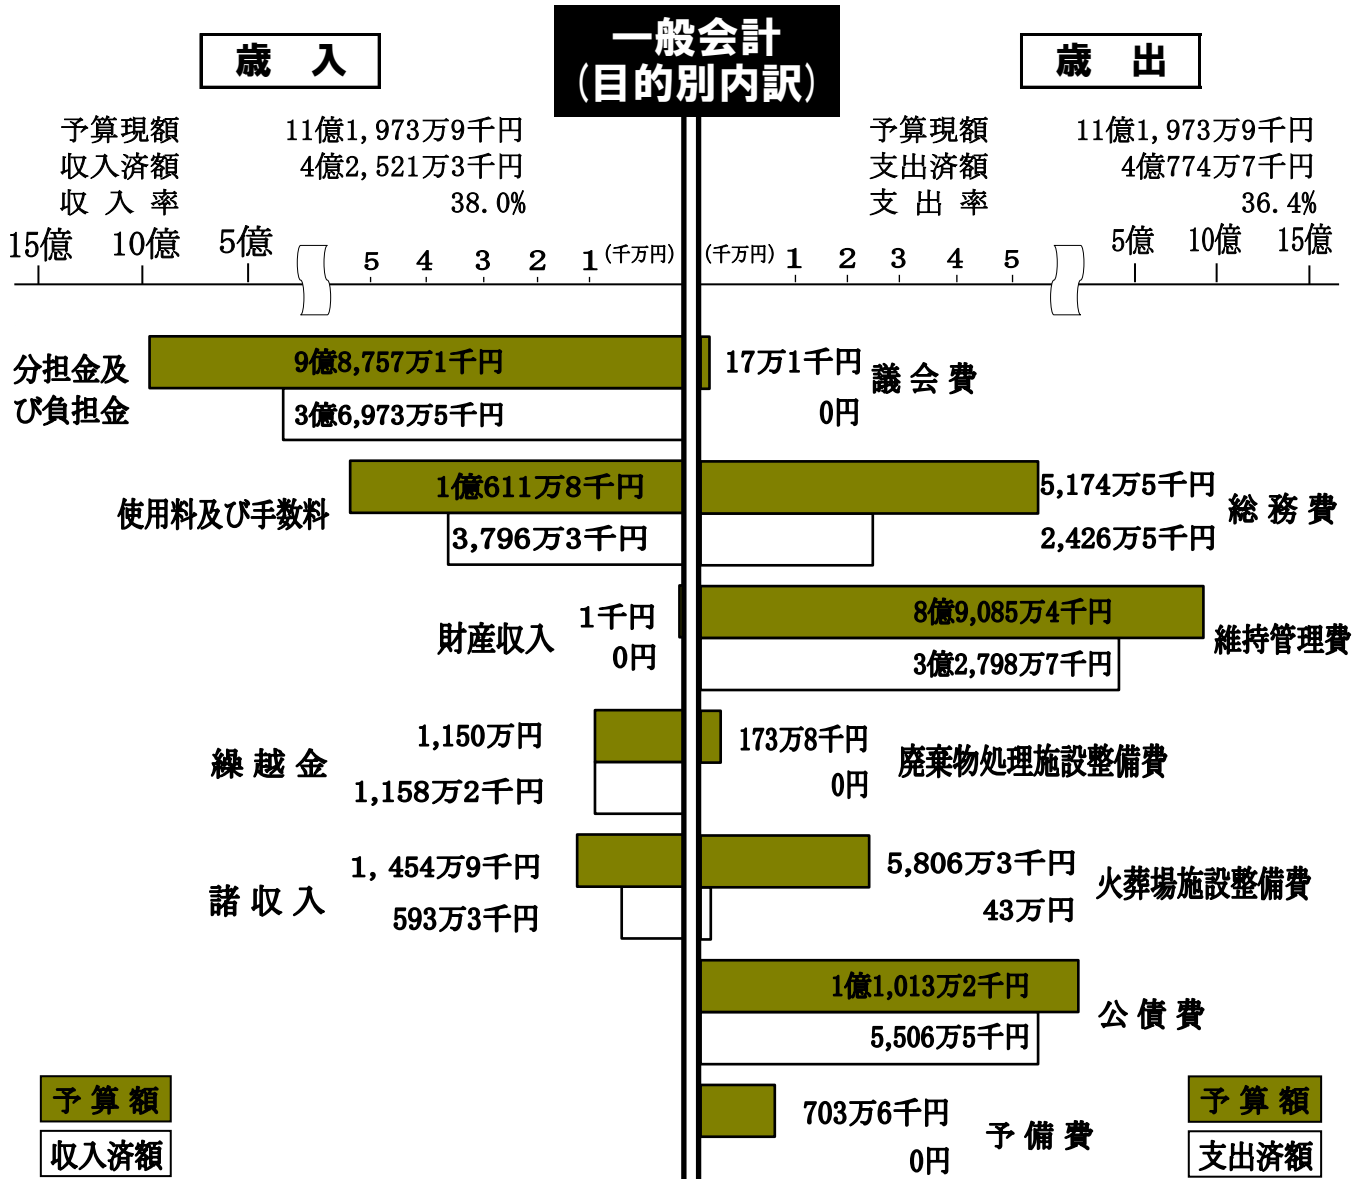 一般会計
(目的別内訳)
歳 入
予算現額 11億1,973万9千円
収入済額 4億2,521万3千円
収 入 率 38.0%
15億 10億 5億 5 4 3 2 1 (千万円)
分担金及
び負担金
9億8,757万1千円
3億6,973万5千円
使用料及び手数料
1億611万8千円
3,796万3千円
財産収入
1千円
0円
繰 越 金
1,150万円
1,158万2千円
諸 収 入
1,454万9千円
593万3千円
予 算 額
収入済額
歳 出
予算現額 11億1,973万9千円
支出済額 4億774万7千円
支 出 率 36.4%
(千万円) 1 2 3 4 5 5億 10億 15億
17万1千円
0円
議 会 費
5,174万5千円
2,426万5千円
総 務 費
8億9,085万4千円
3億2,798万7千円
維持管理費
173万8千円
0円
廃棄物処理施設整備費
5,806万3千円
43万円
火葬場施設整備費
1億1,013万2千円
5,506万5千円
公 債 費
703万6千円
0円
予 備 費
予 算 額
支出済額